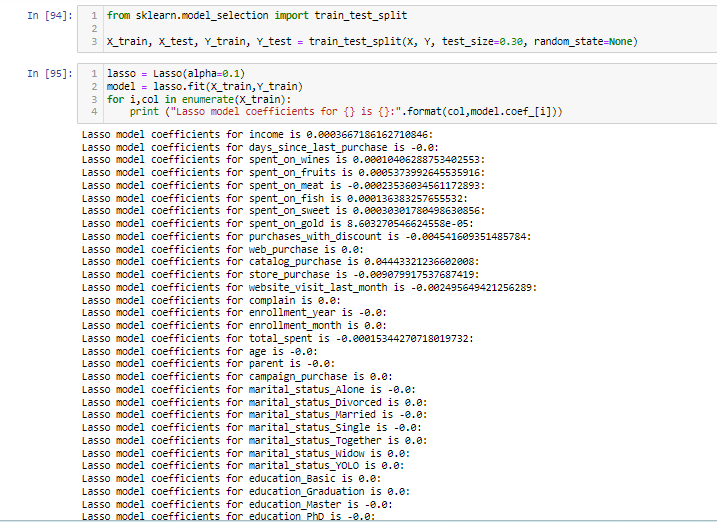 In [94]:
1 from sklearn.model_selection import train_test_split
2
3 X_train, X_test, Y_train, Y_test = train_test_split(X, Y, test_size=0.30, random_state=None)
In [95]:
1 lasso = Lasso(alpha=0.1)
2 model = lasso.fit(X_train,Y_train)
3 for i,col in enumerate(X_train):
4     print ("Lasso model coefficients for {} is {}:".format(col,model.coef_[i]))
Lasso model coefficients for income is 0.0003667186162710846:
Lasso model coefficients for days_since_last_purchase is -0.0:
Lasso model coefficients for spent_on_wines is 0.00010406288753402553:
Lasso model coefficients for spent_on_fruits is 0.0005373992645535916:
Lasso model coefficients for spent_on_meat is -0.00023536034561172893:
Lasso model coefficients for spent_on_fish is 0.000136383257655532:
Lasso model coefficients for spent_on_sweet is 0.00030301780498630856:
Lasso model coefficients for spent_on_gold is 8.603270546624558e-05:
Lasso model coefficients for purchases_with_discount is -0.004541609351485784:
Lasso model coefficients for web_purchase is 0.0:
Lasso model coefficients for catalog_purchase is 0.04443321236602008:
Lasso model coefficients for store_purchase is -0.009079917537687419:
Lasso model coefficients for website_visit_last_month is -0.002495649421256289:
Lasso model coefficients for complain is 0.0:
Lasso model coefficients for enrollment_year is -0.0:
Lasso model coefficients for enrollment_month is 0.0:
Lasso model coefficients for total_spent is -0.00015344270718019732:
Lasso model coefficients for age is -0.0:
Lasso model coefficients for parent is -0.0:
Lasso model coefficients for campaign_purchase is 0.0:
Lasso model coefficients for marital_status_Alone is -0.0:
Lasso model coefficients for marital_status_Divorced is 0.0:
Lasso model coefficients for marital_status_Married is -0.0:
Lasso model coefficients for marital_status_Single is -0.0:
Lasso model coefficients for marital_status_Together is 0.0:
Lasso model coefficients for marital_status_Widow is 0.0:
Lasso model coefficients for marital_status_YOLO is 0.0:
Lasso model coefficients for education_Basic is 0.0:
Lasso model coefficients for education_Graduation is 0.0:
Lasso model coefficients for education_Master is -0.0:
Lasso model coefficients for education_PhD is -0.0: